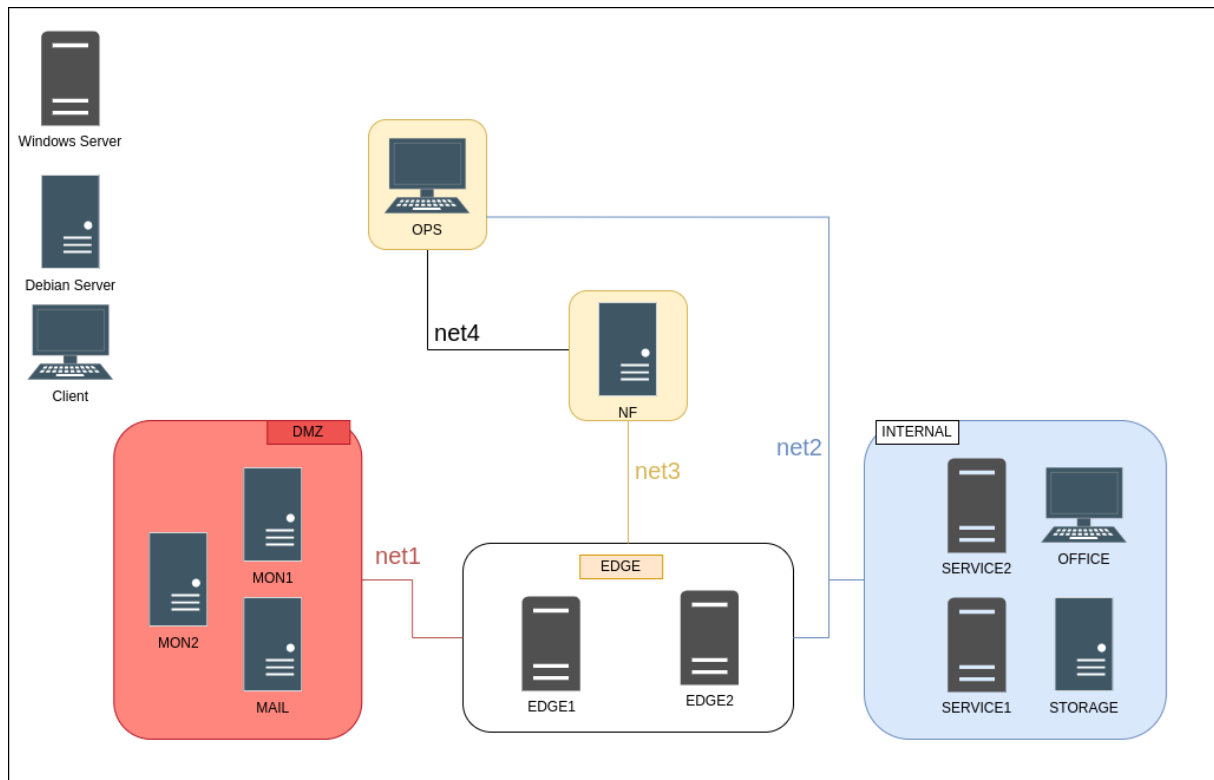 Windows Server
Debian Server
Client
OPS
net4
NF
net3
net2
DMZ
MON1
MON2
MAIL
net1
EDGE
EDGE1
EDGE2
INTERNAL
SERVICE2
OFFICE
SERVICE1
STORAGE